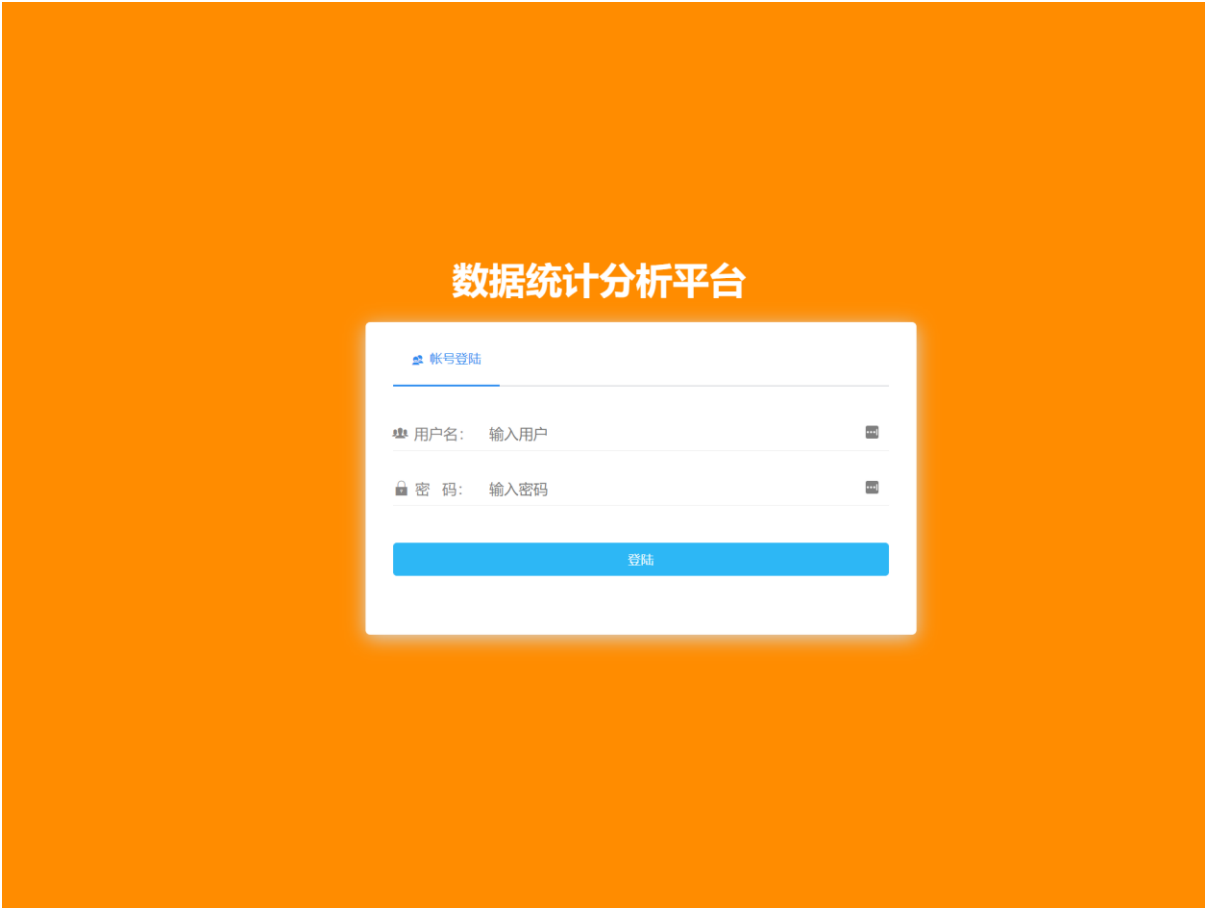 数据统计分析平台
帐号登陆
用户名： 输入用户
密 码： 输入密码
登陆